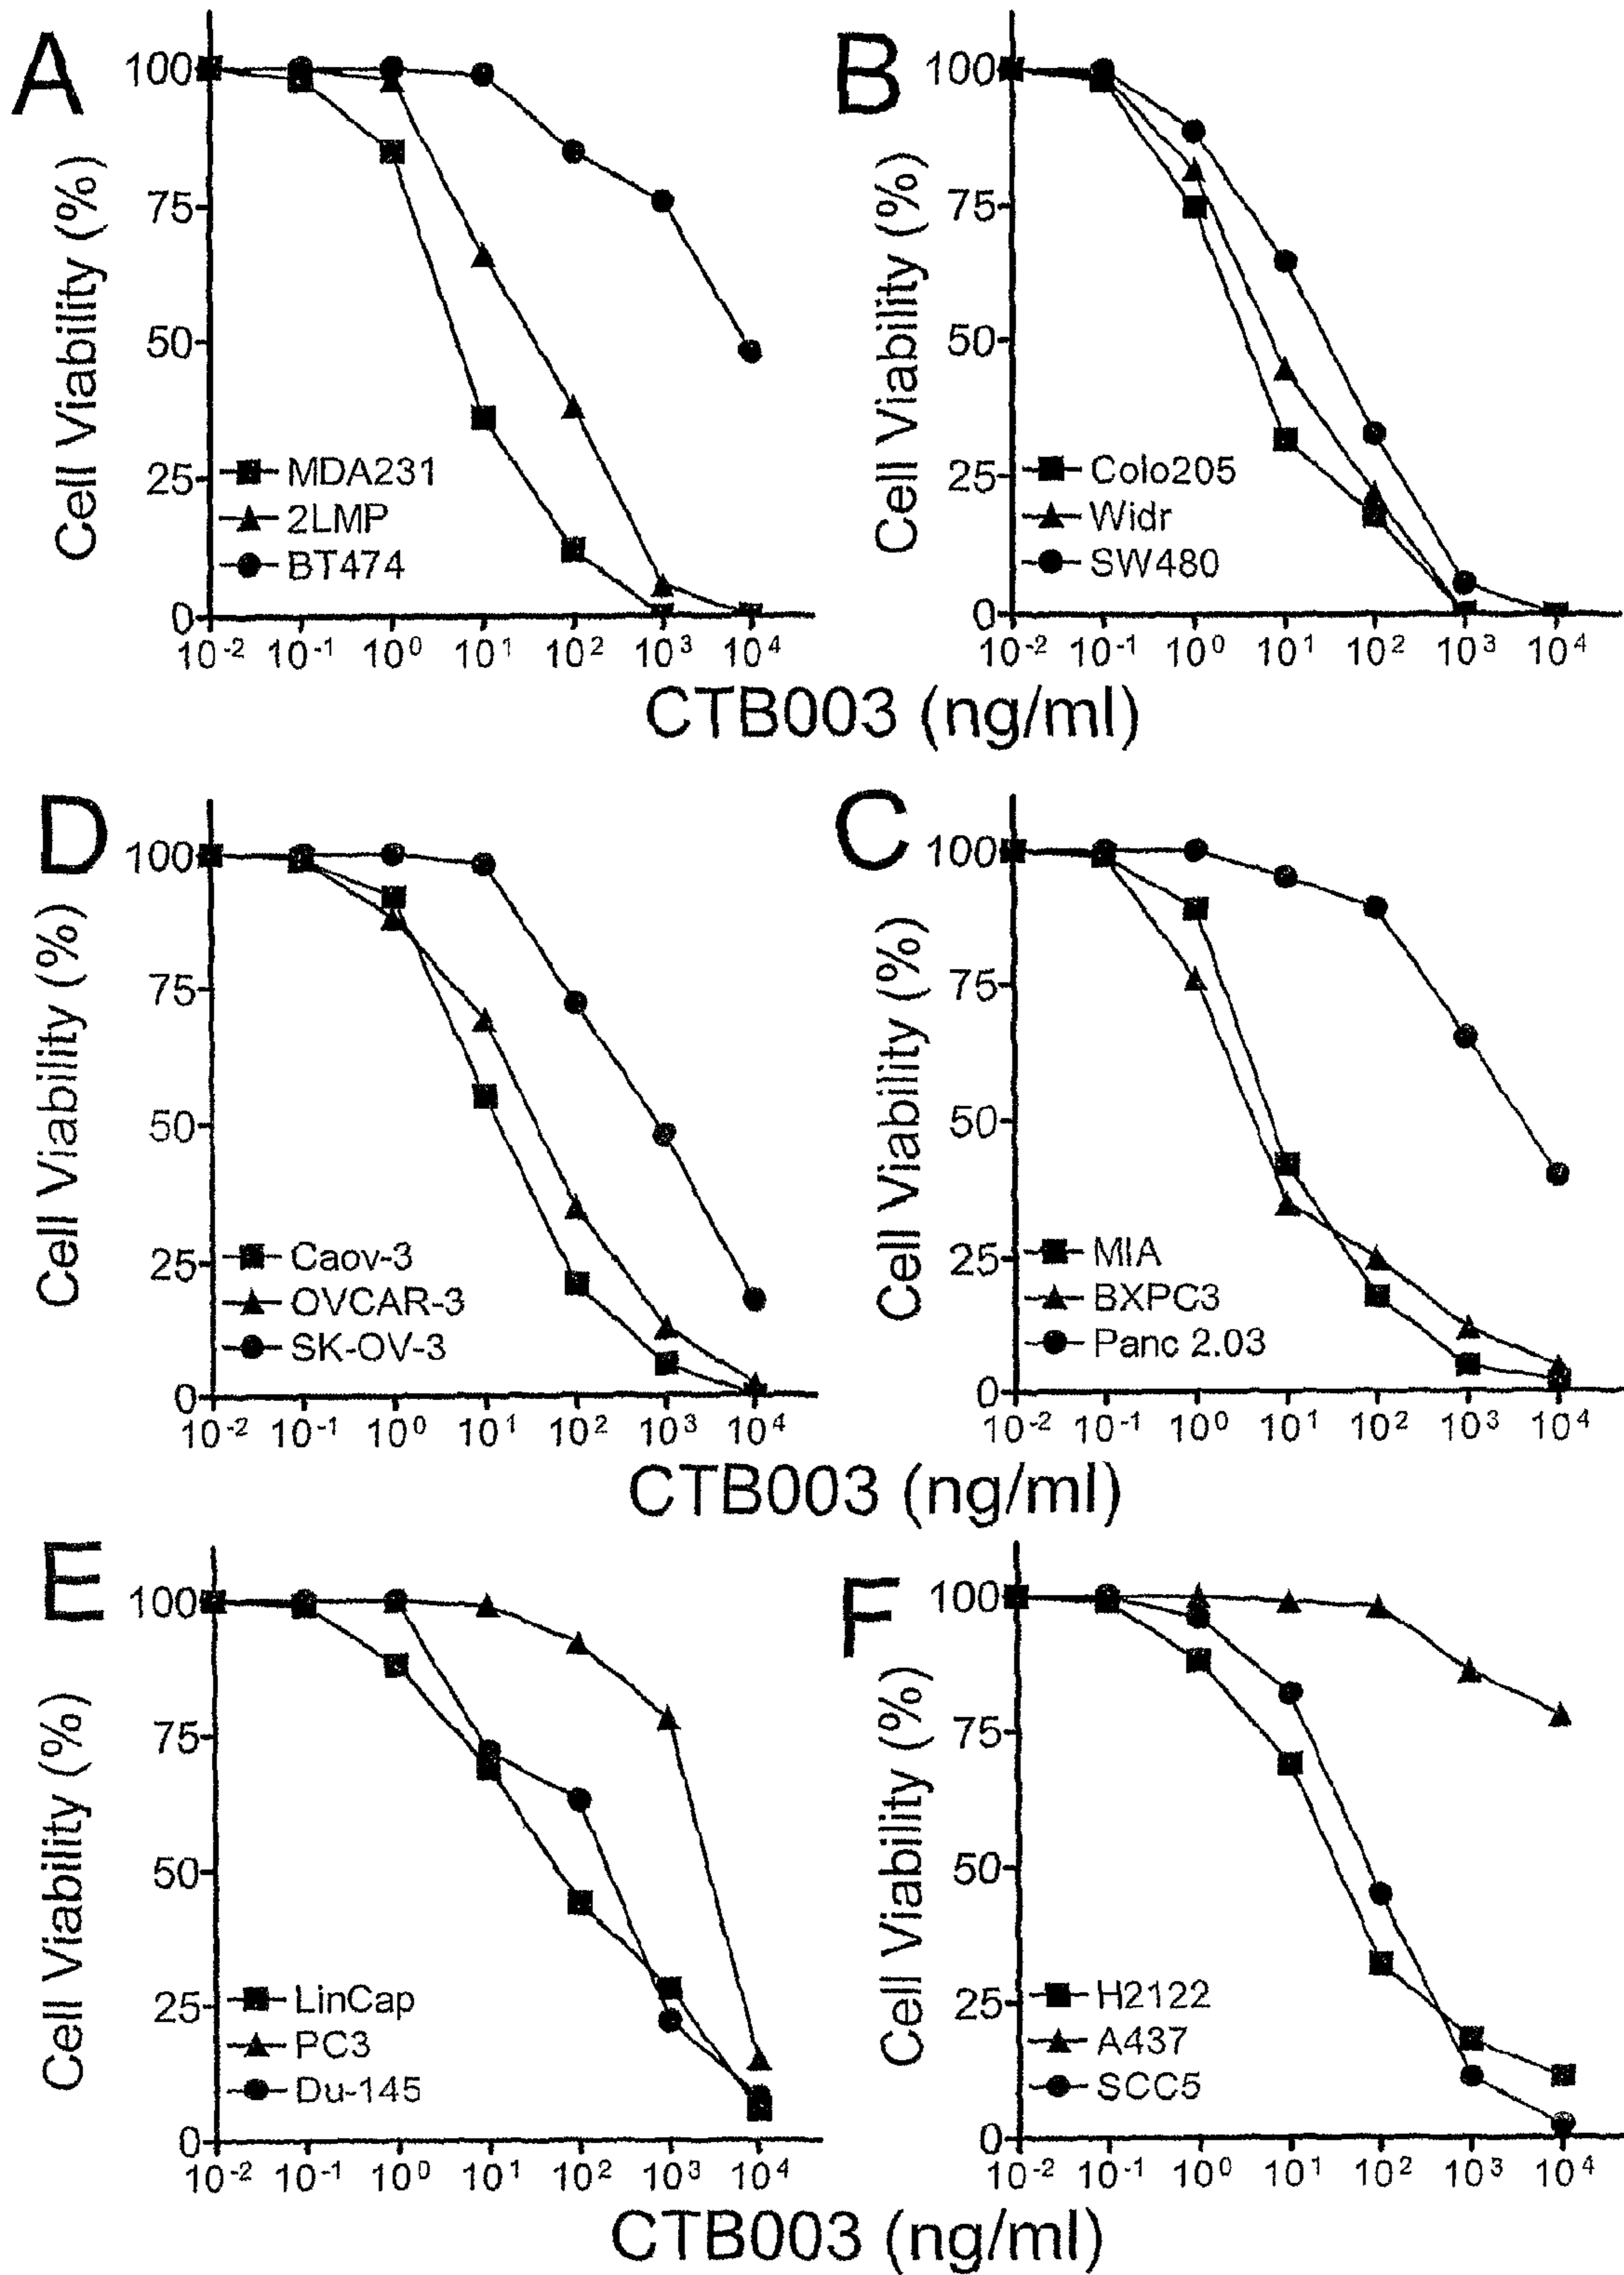 A
B
Cell Viability (%)
100
75
50
25
0
MDA231
2LMP
BT474
10-2 10-1 100 101 102 103 104
Cell Viability (%)
100
75
50
25
0
Colo205
Widr
SW480
10-2 10-1 100 101 102 103 104
CTB003 (ng/ml)
D
C
Cell Viability (%)
100
75
50
25
0
Caov-3
OVCAR-3
SK-OV-3
10-2 10-1 100 101 102 103 104
Cell Viability (%)
100
75
50
25
0
MIA
BXPC3
Panc 2.03
10-2 10-1 100 101 102 103 104
CTB003 (ng/ml)
E
F
Cell Viability (%)
100
75
50
25
0
LinCap
PC3
Du-145
10-2 10-1 100 101 102 103 104
Cell Viability (%)
100
75
50
25
0
H2122
A437
SCC5
10-2 10-1 100 101 102 103 104
CTB003 (ng/ml)